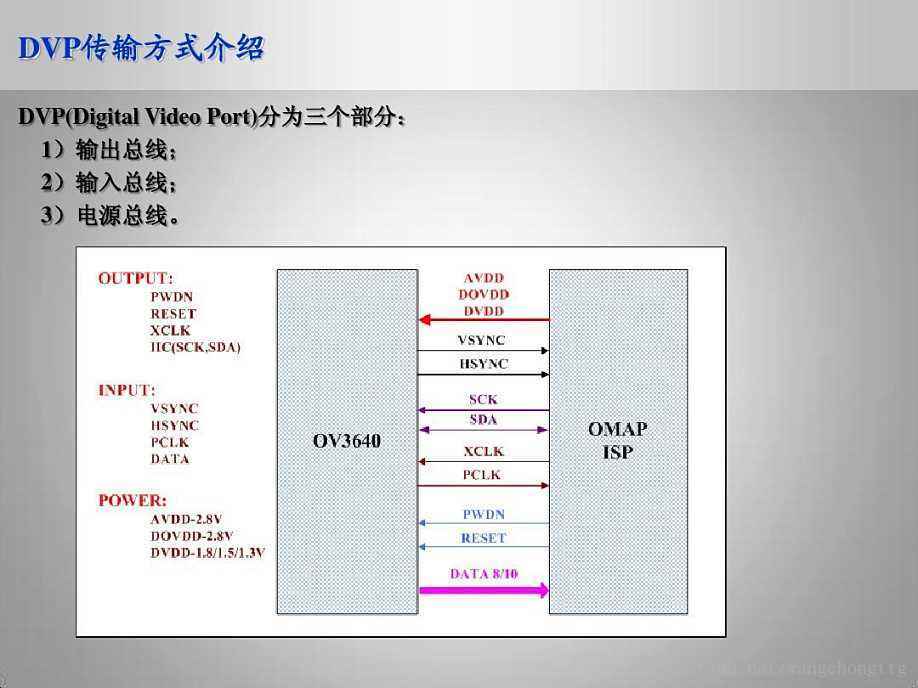 DVP传输方式介绍
DVP(Digital Video Port)分为三个部分：
1）输出总线；
2）输入总线；
3）电源总线。
OUTPUT:
PWDN
RESET
XCLK
IIC(SCK,SDA)
INPUT:
VSYNC
HSYNC
PCLK
DATA
POWER:
AVDD-2.8V
DOVDD-2.8V
DVDD-1.8/1.5/1.3V
OV3640
AVDD
DOVDD
DVDD
VSYNC
HSYNC
SCK
SDA
XCLK
PCLK
PWDN
RESET
DATA 8/10
OMAP
ISP